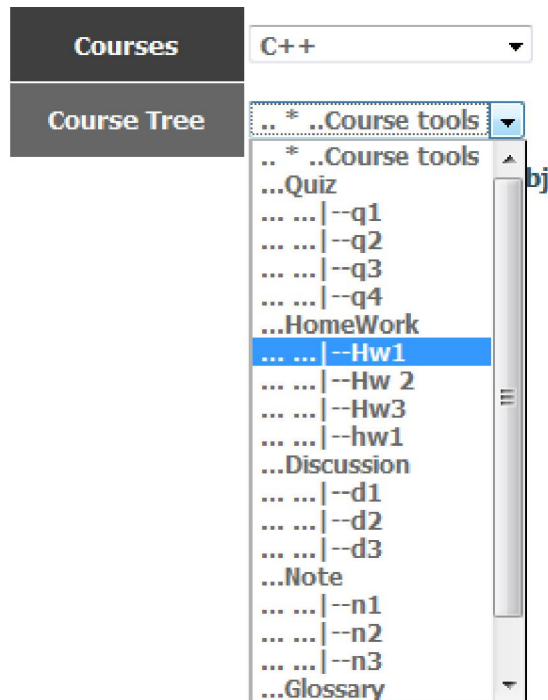 Courses C++
Course Tree .. * ..Course tools
.. * ..Course tools
bj
...Quiz
... ...|--q1
... ...|--q2
... ...|--q3
... ...|--q4
...HomeWork
... ...|--Hw1
... ...|--Hw 2
... ...|--Hw3
... ...|--hw1
...Discussion
... ...|--d1
... ...|--d2
... ...|--d3
...Note
... ...|--n1
... ...|--n2
... ...|--n3
...Glossary